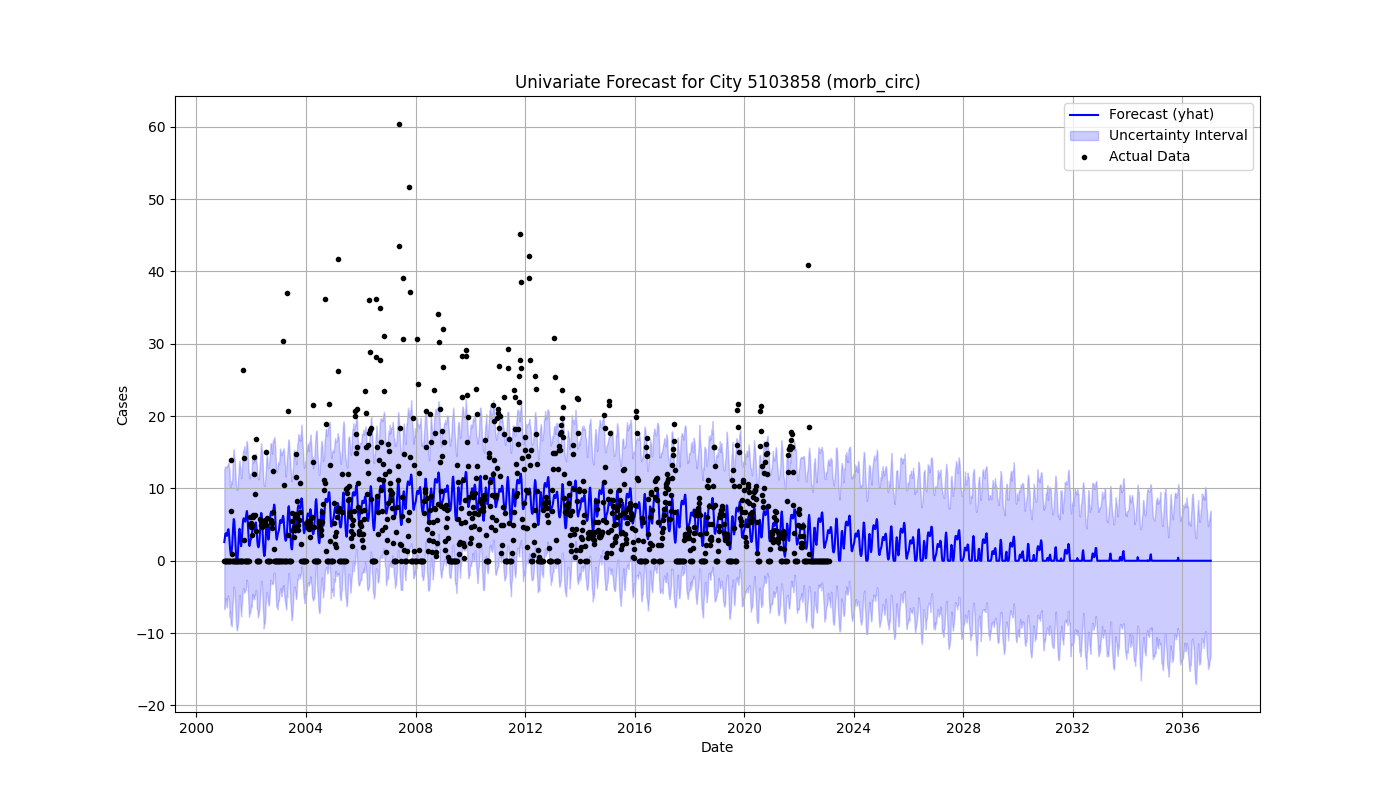 Univariate Forecast for City 5103858 (morb_circ)
Forecast (yhat)
Uncertainty Interval
Actual Data
60
50
40
30
20
10
0
−10
−20
Cases
2000 2004 2008 2012 2016 2020 2024 2028 2032 2036
Date